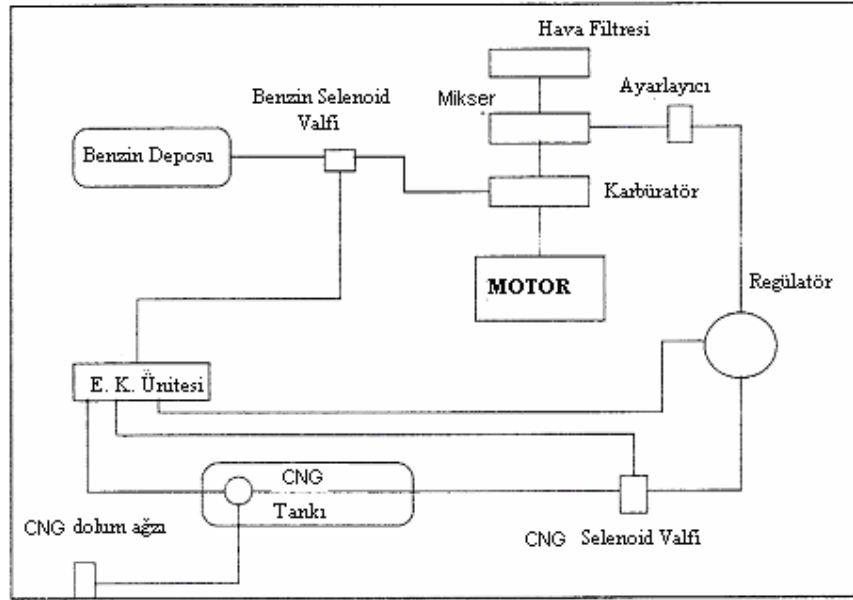 Hava Filtresi
Benzin Selenoid
Valfi
Mikser
Ayarlayıcı
Benzin Deposu
Karbüratör
MOTOR
Regülatör
E. K. Ünitesi
CNG
Tankı
CNG dolum ağzı
CNG Selenoid Valfi